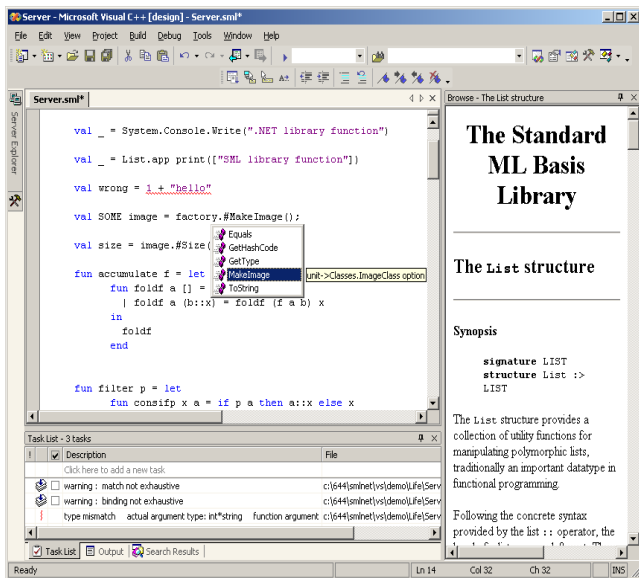 Server - Microsoft Visual C++ [design] - Server.sml*
File Edit View Project Build Debug Tools Window Help
Server Explorer
Server.sml*
val _ = System.Console.Write(".NET library function")
val _ = List.app print(["SML library function"])
val wrong = 1 + "hello"
val SOME image = factory.#MakeImage();
val size = image.#Size(
Equals
GetHashCode
GetType
MakeImage
ToString
unit->Classes.ImageClass option
fun accumulate f = let
fun foldf a [] =
| foldf a (b::x) = foldf (f a b) x
in
foldf
end
fun filter p = let
fun consifp x a = if p a then a::x else x
Browse - The List structure
The Standard
ML Basis
Library
The List structure
Synopsis
signature LIST
structure List :>
LIST
The List structure provides a
collection of utility functions for
manipulating polymorphic lists,
traditionally an important datatype in
functional programming.
Following the concrete syntax
provided by the list :: operator, the
Task List - 3 tasks
! Description File
Click here to add a new task
warning : match not exhaustive c:\644\smlnet\vs\demo\Life\Serv
warning : binding not exhaustive c:\644\smlnet\vs\demo\Life\Serv
type mismatch actual argument type: int*string function argument c:\644\smlnet\vs\demo\Life\Serv
Task List Output Search Results
Ready Ln 14 Col 32 Ch 32 INS